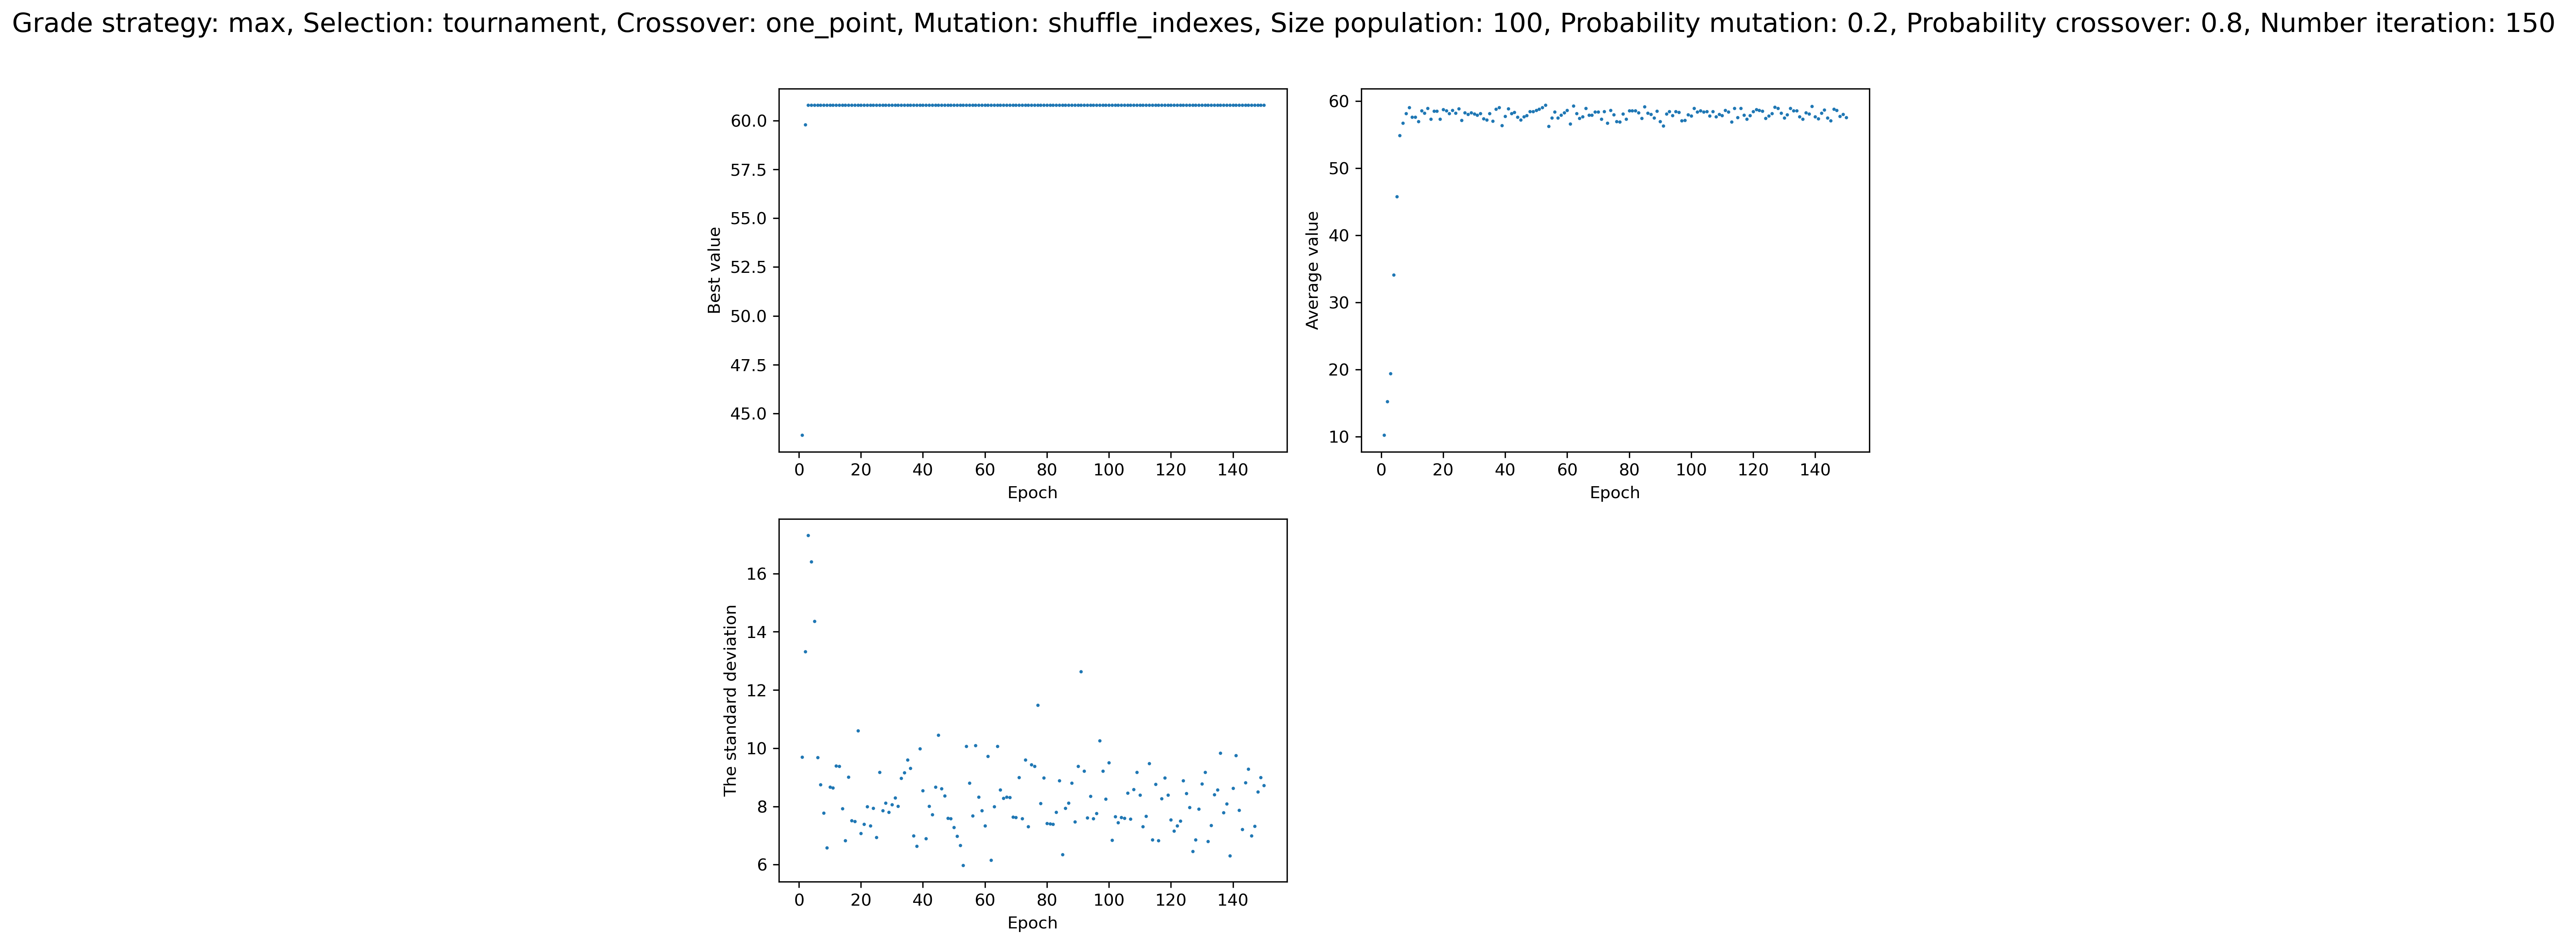 Grade strategy: max, Selection: tournament, Crossover: one_point, Mutation: shuffle_indexes, Size population: 100, Probability mutation: 0.2, Probability crossover: 0.8, Number iteration: 150
60.0
57.5
55.0
52.5
50.0
47.5
45.0
Best value
0 20 40 60 80 100 120 140
Epoch
60
50
40
30
20
10
Average value
0 20 40 60 80 100 120 140
Epoch
16
14
12
10
8
6
The standard deviation
0 20 40 60 80 100 120 140
Epoch